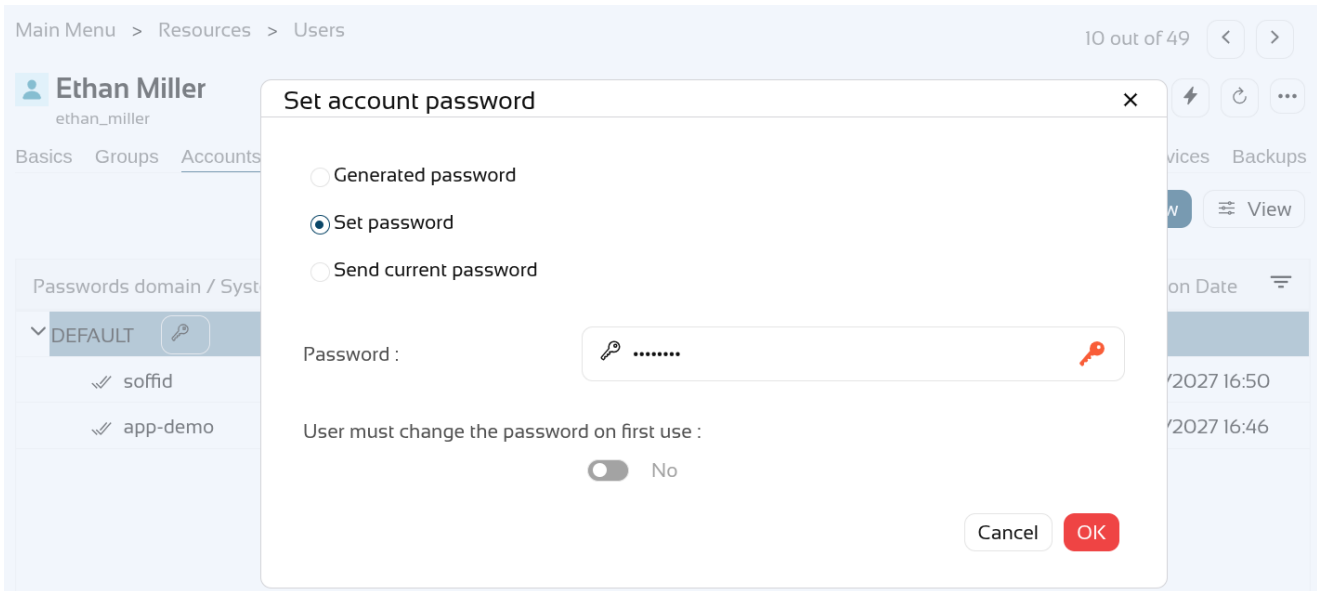 Main Menu > Resources > Users
10 out of 49
Ethan Miller
ethan_miller
Set account password
Basics Groups Accounts
Backups
Generated password
Set password
Send current password
View
Passwords domain / Syst
on Date
DEFAULT
Password :
••••••••
soffid
/2027 16:50
app-demo
/2027 16:46
User must change the password on first use :
No
Cancel OK